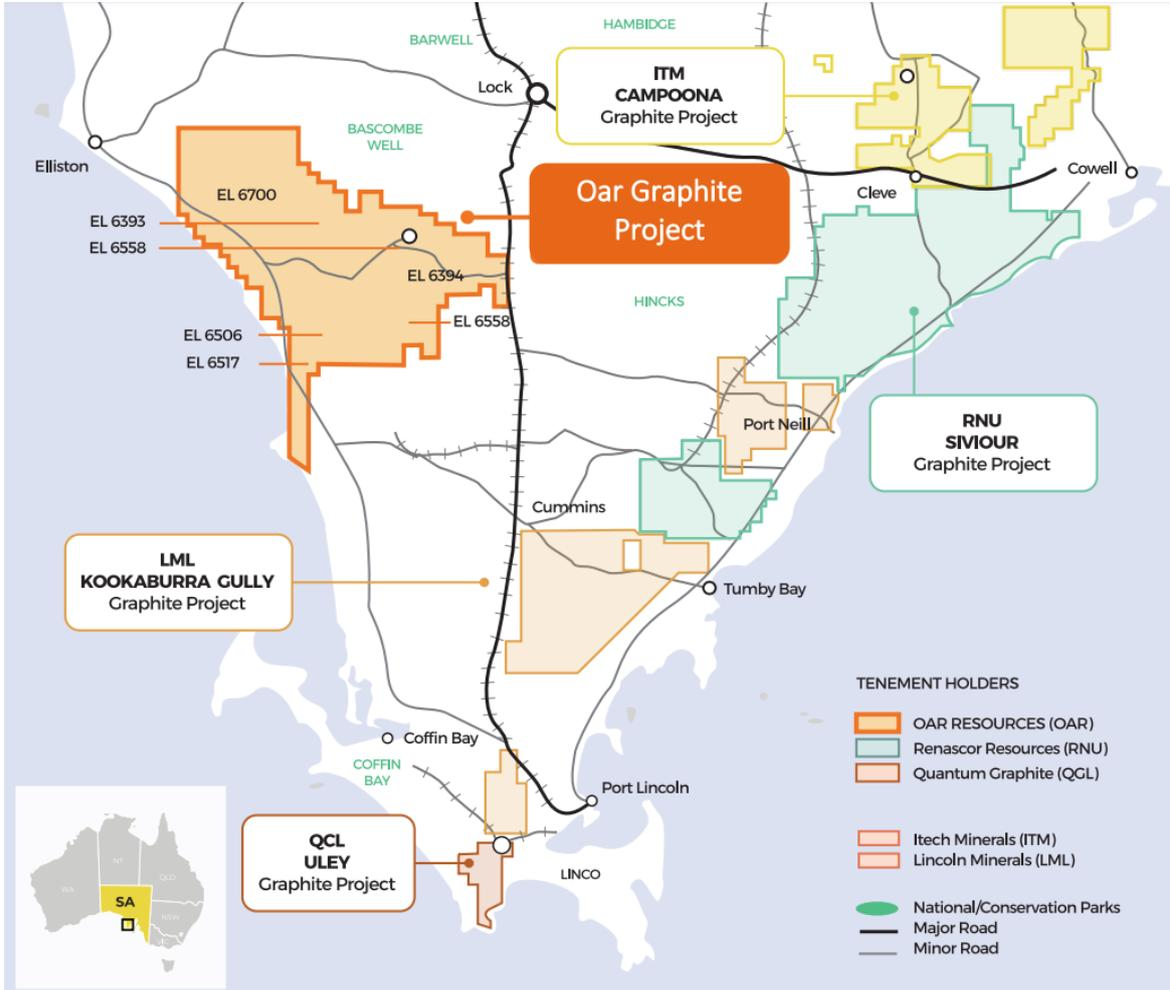 HAMBIDGE
BARWELL
Lock
ITM
CAMPOONA
Graphite Project
BASCOMBE
WELL
Elliston
Cowell
Cleve
EL 6700
Oar Graphite
Project
EL 6393
EL 6558
EL 6394
HINCKS
EL 6558
EL 6506
EL 6517
RNU
SIVIOUR
Graphite Project
Port Neill
Cummins
LML
KOOKABURRA GULLY
Graphite Project
Tumby Bay
Coffin Bay
COFFIN
BAY
Port Lincoln
QCL
ULEY
Graphite Project
LINCO
TENEMENT HOLDERS
OAR RESOURCES (OAR)
Renascor Resources (RNU)
Quantum Graphite (QGL)
Itech Minerals (ITM)
Lincoln Minerals (LML)
National/Conservation Parks
Major Road
Minor Road
WA
NT
QLD
SA
NSW